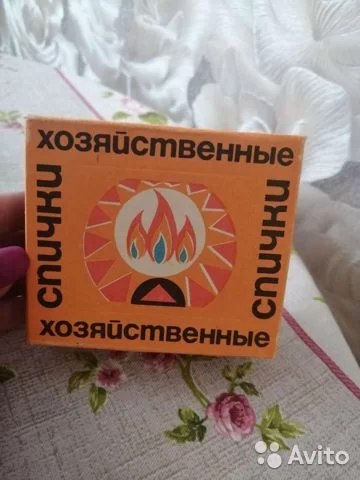 хозяйственные
спички
спички
хозяйственные
Avito